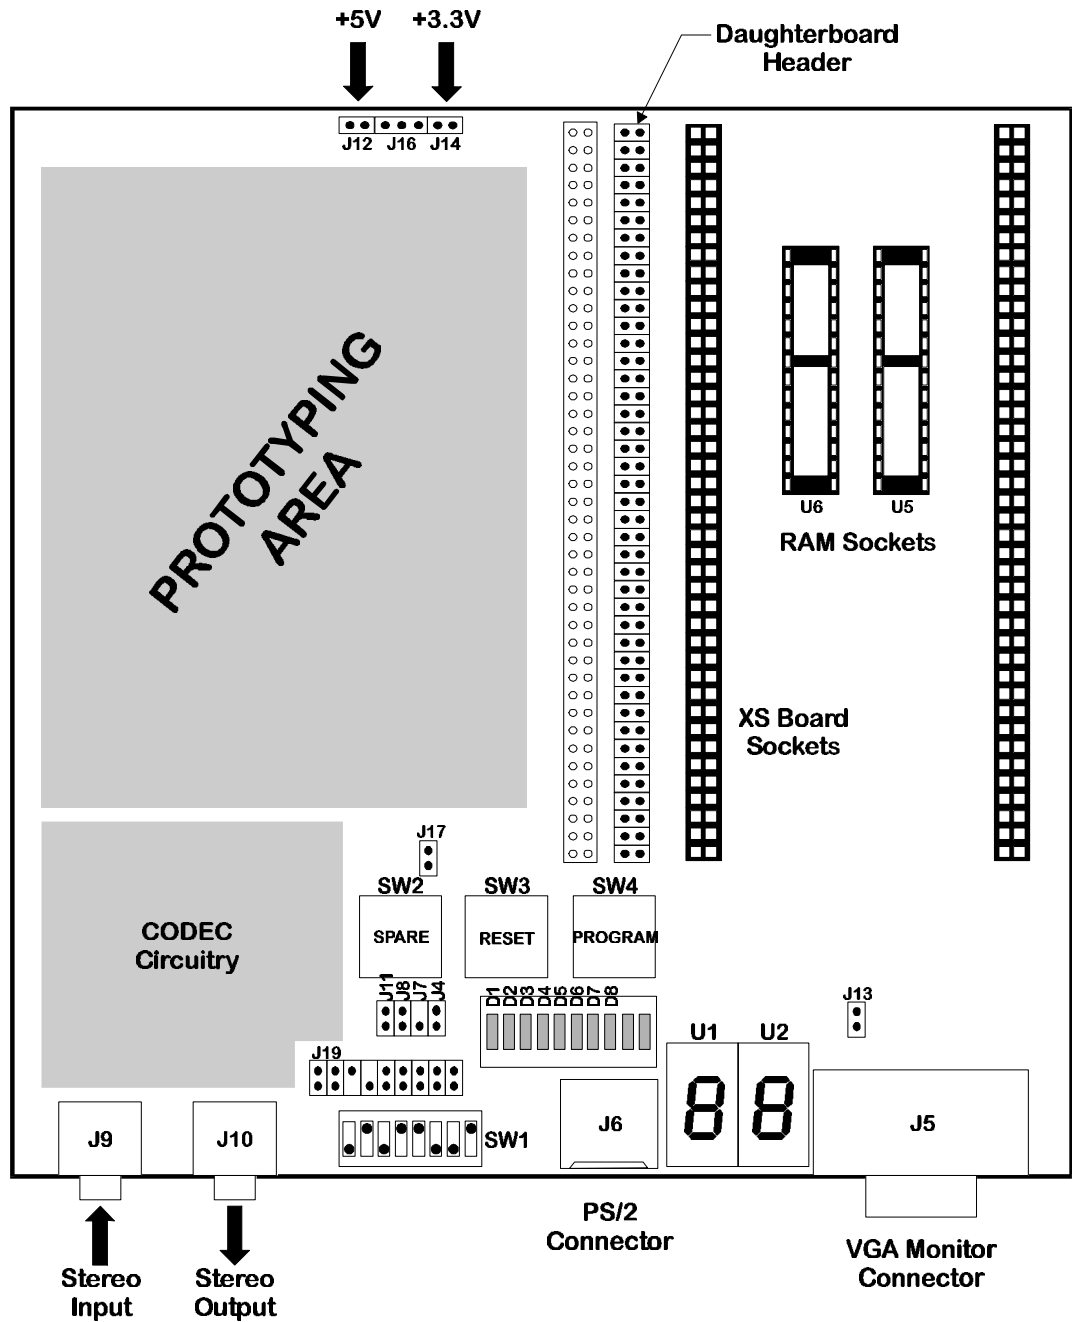 +5V +3.3V
Daughterboard
Header
J12 J16 J14
PROTOTYPING
AREA
U6 U5
RAM Sockets
XS Board
Sockets
J17
SW2 SW3 SW4
SPARE RESET PROGRAM
CODEC
Circuitry
J11 J8 J7 J4
D1 D2 D3 D4 D5 D6 D7 D8
J13
U1 U2
J19
8 8
J9 J10 SW1 J6 J5
PS/2
Connector
VGA Monitor
Connector
Stereo
Input
Stereo
Output